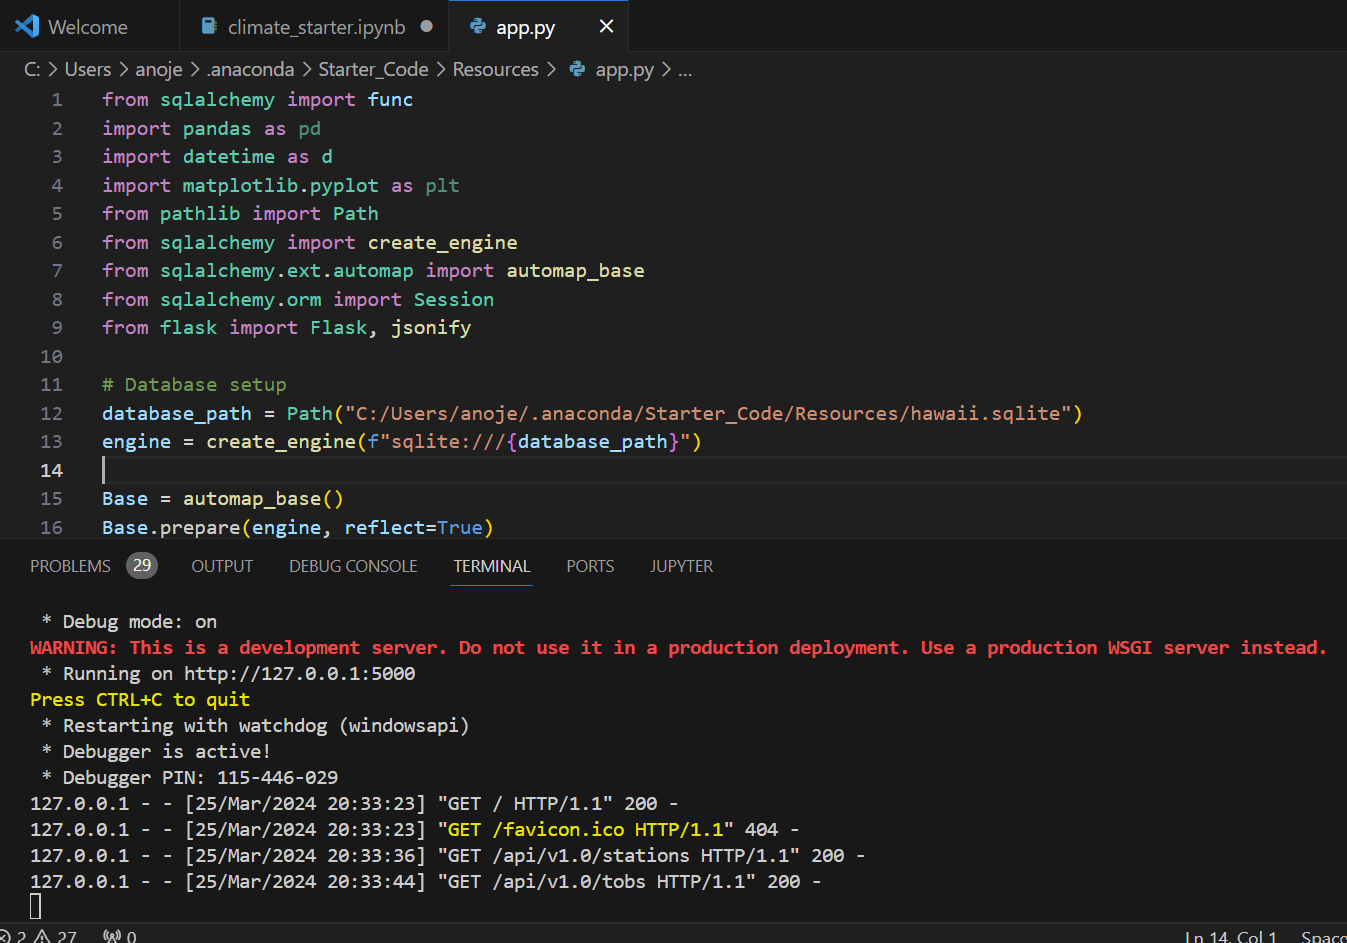 Welcome
climate_starter.ipynb
app.py
C: > Users > anoje > .anaconda > Starter_Code > Resources > app.py > ...
1 from sqlalchemy import func
2 import pandas as pd
3 import datetime as d
4 import matplotlib.pyplot as plt
5 from pathlib import Path
6 from sqlalchemy import create_engine
7 from sqlalchemy.ext.automap import automap_base
8 from sqlalchemy.orm import Session
9 from flask import Flask, jsonify
10
11 # Database setup
12 database_path = Path("C:/Users/anoje/.anaconda/Starter_Code/Resources/hawaii.sqlite")
13 engine = create_engine(f"sqlite:///{database_path}")
14
15 Base = automap_base()
16 Base.prepare(engine, reflect=True)
PROBLEMS 29 OUTPUT DEBUG CONSOLE TERMINAL PORTS JUPYTER
* Debug mode: on
WARNING: This is a development server. Do not use it in a production deployment. Use a production WSGI server instead.
* Running on http://127.0.0.1:5000
Press CTRL+C to quit
* Restarting with watchdog (windowsapi)
* Debugger is active!
* Debugger PIN: 115-446-029
127.0.0.1 - - [25/Mar/2024 20:33:23] "GET / HTTP/1.1" 200 -
127.0.0.1 - - [25/Mar/2024 20:33:23] "GET /favicon.ico HTTP/1.1" 404 -
127.0.0.1 - - [25/Mar/2024 20:33:36] "GET /api/v1.0/stations HTTP/1.1" 200 -
127.0.0.1 - - [25/Mar/2024 20:33:44] "GET /api/v1.0/tobs HTTP/1.1" 200 -
2 27 0 Ln 14, Col 1